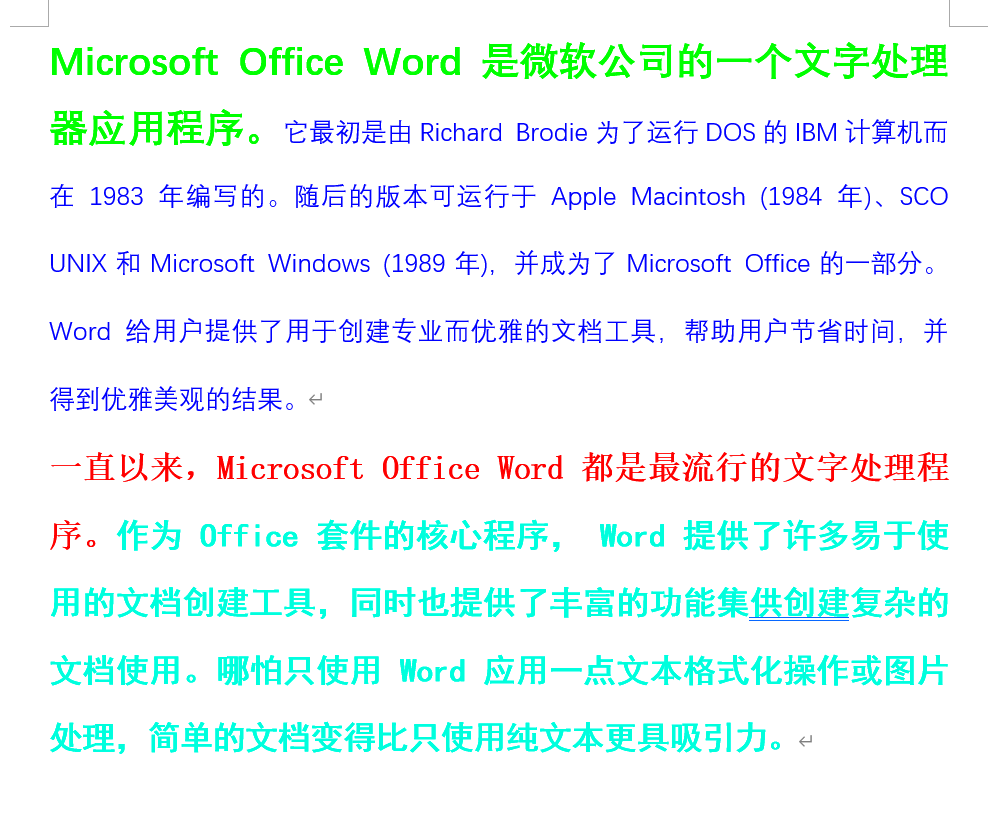 Microsoft Office Word 是微软公司的一个文字处理
器应用程序。它最初是由 Richard Brodie 为了运行 DOS 的 IBM 计算机而
在 1983 年编写的。随后的版本可运行于 Apple Macintosh (1984 年)、SCO
UNIX 和 Microsoft Windows (1989 年)，并成为了 Microsoft Office 的一部分。
Word 给用户提供了用于创建专业而优雅的文档工具，帮助用户节省时间，并
得到优雅美观的结果。
一直以来，Microsoft Office Word 都是最流行的文字处理程
序。作为 Office 套件的核心程序， Word 提供了许多易于使
用的文档创建工具，同时也提供了丰富的功能集供创建复杂的
文档使用。哪怕只使用 Word 应用一点文本格式化操作或图片
处理，简单的文档变得比只使用纯文本更具吸引力。